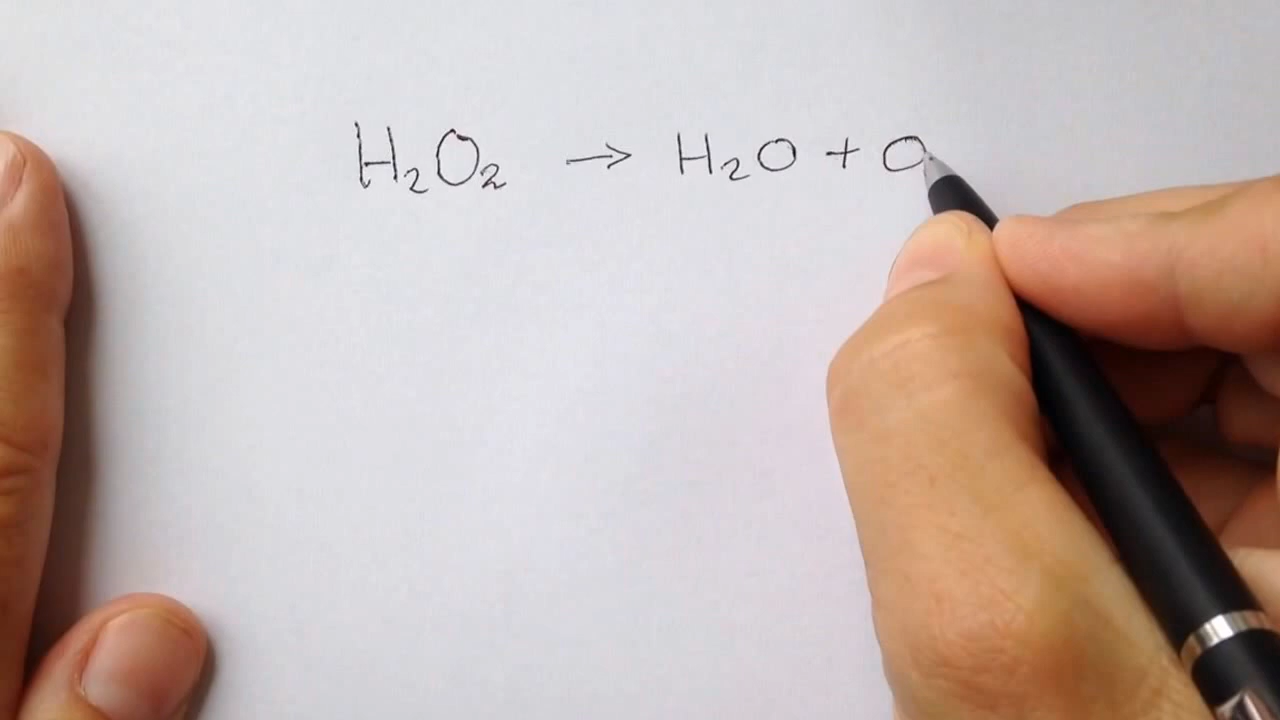 H₂O₂ → H₂O + O